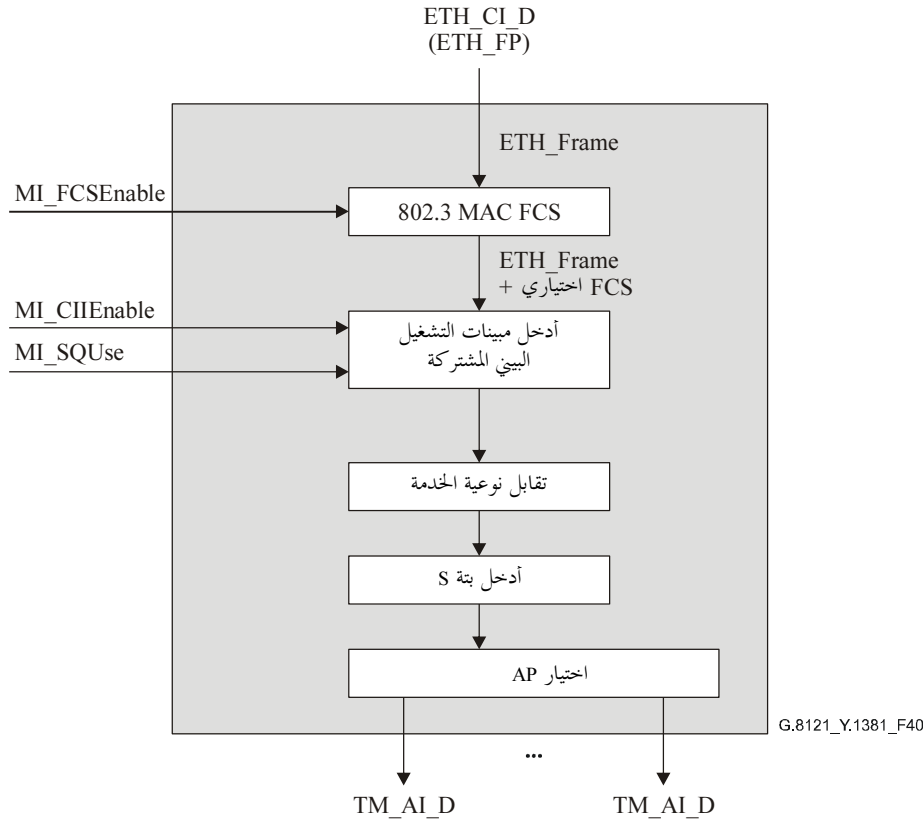 ETH_CI_D
(ETH_FP)
ETH_Frame
MI_FCSEnable
802.3 MAC FCS
ETH_Frame
+ اختياري FCS
MI_CIIEnable
MI_SQUse
أدخل مبينات التشغيل
البيني المشتركة
تقابل نوعية الخدمة
أدخل بتة S
اختيار AP
G.8121_Y.1381_F40
...
TM_AI_D
TM_AI_D